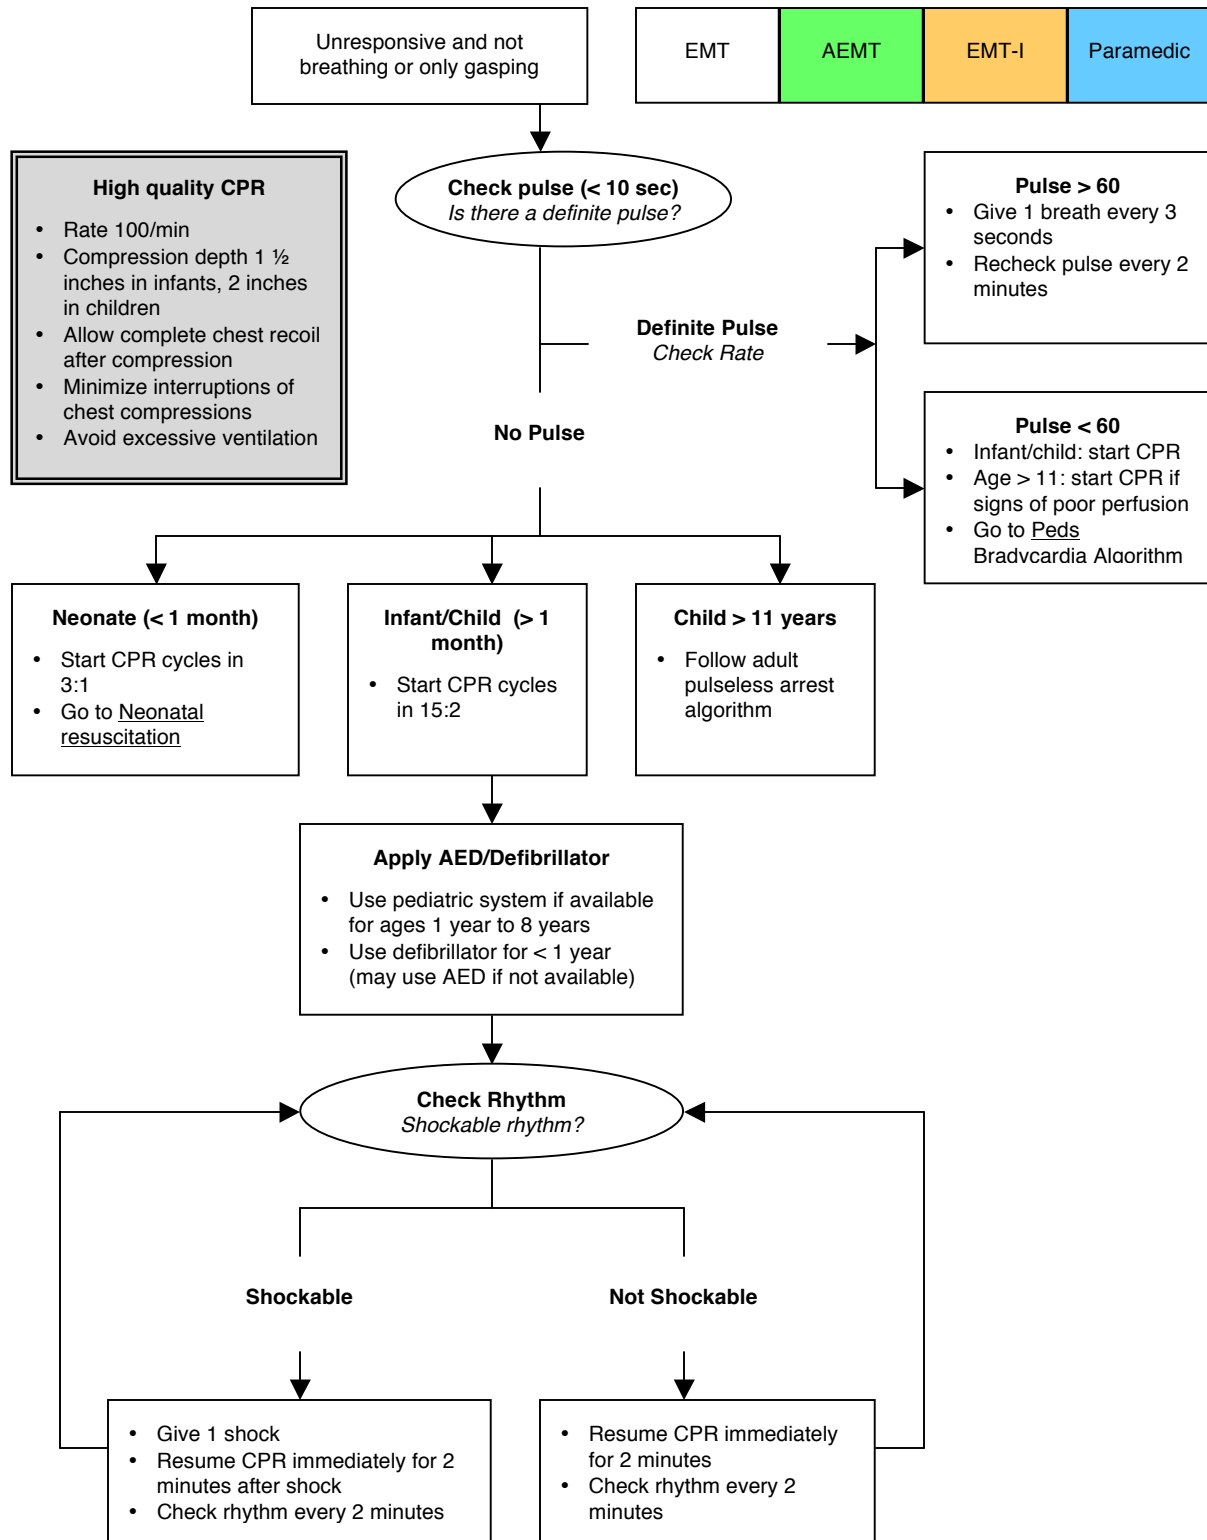 Unresponsive and not
breathing or only gasping
EMT
AEMT
EMT-I
Paramedic
High quality CPR
• Rate 100/min
• Compression depth 1 ½
inches in infants, 2 inches
in children
• Allow complete chest recoil
after compression
• Minimize interruptions of
chest compressions
• Avoid excessive ventilation
Check pulse (< 10 sec)
Is there a definite pulse?
Pulse > 60
• Give 1 breath every 3
seconds
• Recheck pulse every 2
minutes
Definite Pulse
Check Rate
No Pulse
Pulse < 60
• Infant/child: start CPR
• Age > 11: start CPR if
signs of poor perfusion
• Go to Peds
Bradycardia Algorithm
Neonate (< 1 month)
• Start CPR cycles in
3:1
• Go to Neonatal
resuscitation
Infant/Child (> 1
month)
• Start CPR cycles
in 15:2
Child > 11 years
• Follow adult
pulseless arrest
algorithm
Apply AED/Defibrillator
• Use pediatric system if available
for ages 1 year to 8 years
• Use defibrillator for < 1 year
(may use AED if not available)
Check Rhythm
Shockable rhythm?
Shockable
Not Shockable
• Give 1 shock
• Resume CPR immediately for 2
minutes after shock
• Check rhythm every 2 minutes
• Resume CPR immediately
for 2 minutes
• Check rhythm every 2
minutes